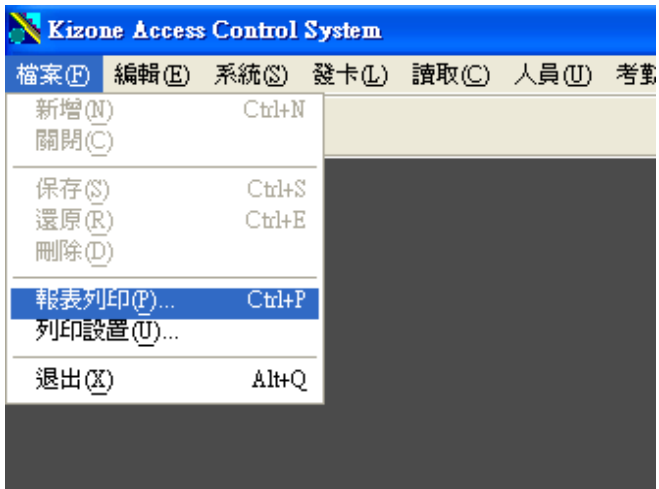 Kizone Access Control System
檔案(F) 編輯(E) 系統(S) 發卡(L) 讀取(C) 人員(U) 考勤
新增(N) Ctrl+N
關閉(C)
保存(S) Ctrl+S
還原(R) Ctrl+E
刪除(D)
報表列印(P)... Ctrl+P
列印設置(U)...
退出(X) Alt+Q